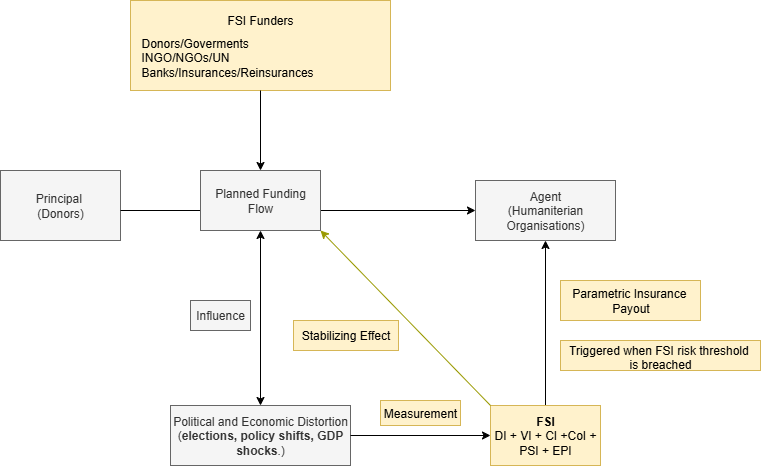 FSI Funders
Donors/Goverments
INGO/NGOs/UN
Banks/Insurances/Reinsurances
Principal
(Donors)
Planned Funding
Flow
Agent
(Humaniterian
Organisations)
Influence
Stabilizing Effect
Parametric Insurance
Payout
Triggered when FSI risk threshold
is breached
Political and Economic Distortion
(elections, policy shifts, GDP
shocks.)
Measurement
FSI
DI + VI + CI +CoI +
PSI + EPI